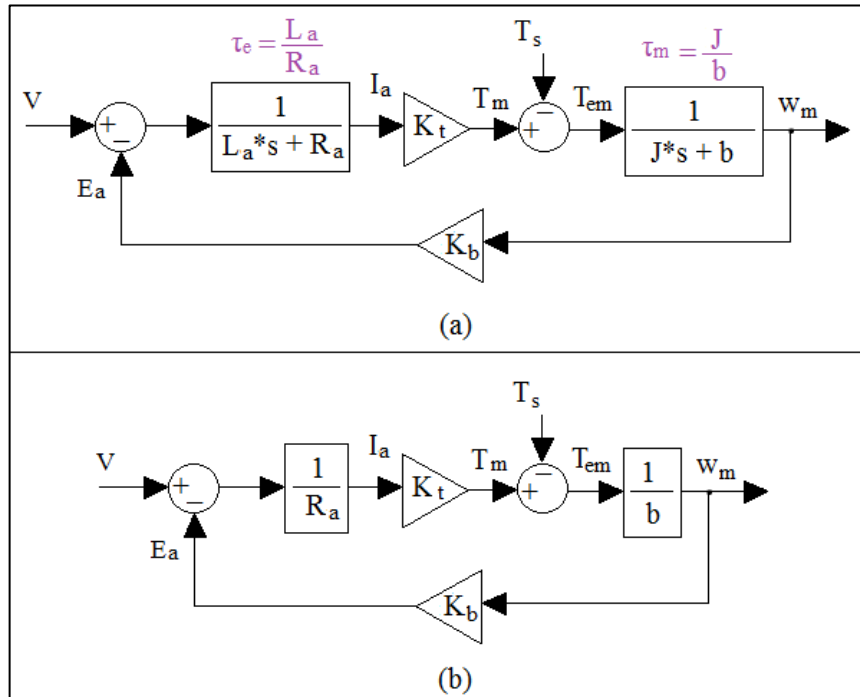 τe = La/Ra
Ts
τm = J/b
V
+
−
1/(La*s + Ra)
Ia
Kt
Tm
+
−
Tem
1/(J*s + b)
wm
Ea
Kb
(a)
Ts
V
+
−
1/Ra
Ia
Kt
Tm
+
−
Tem
1/b
wm
Ea
Kb
(b)